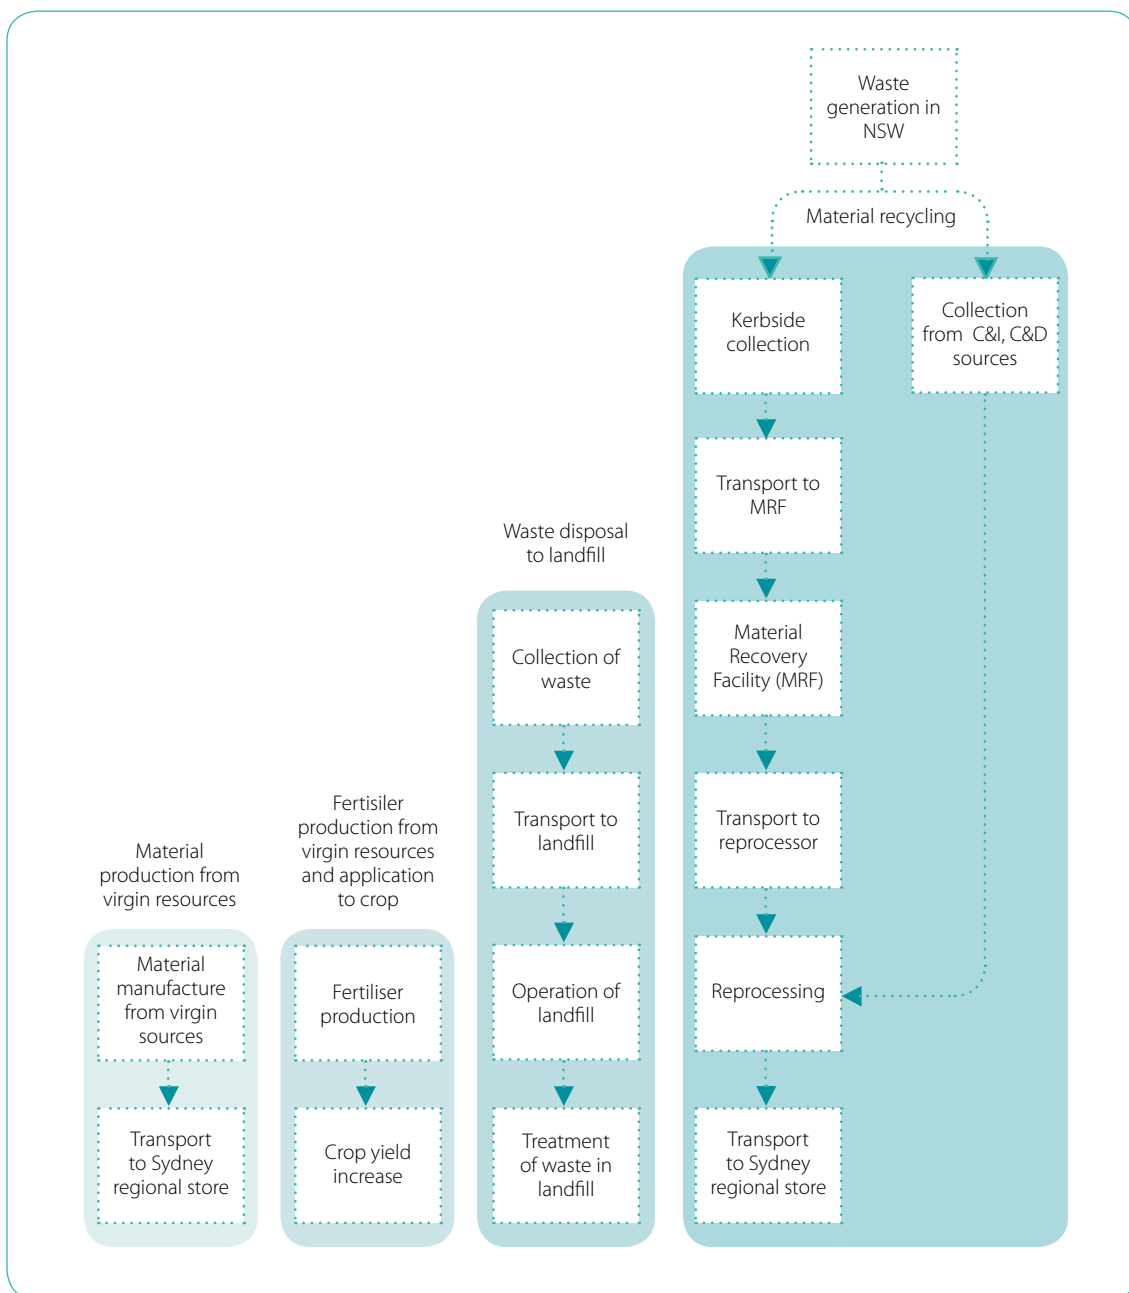 Waste
generation in
NSW
Material recycling
Kerbside
collection
Collection
from C&I, C&D
sources
Transport to
MRF
Waste disposal
to landfill
Collection of
waste
Material
Recovery
Facility (MRF)
Transport to
landfill
Transport to
reprocessor
Fertisiler
production from
virgin resources
and application
to crop
Material
production from
virgin resources
Material
manufacture
from virgin
sources
Fertiliser
production
Operation of
landfill
Reprocessing
Transport
to Sydney
regional store
Crop yield
increase
Treatment
of waste in
landfill
Transport
to Sydney
regional store